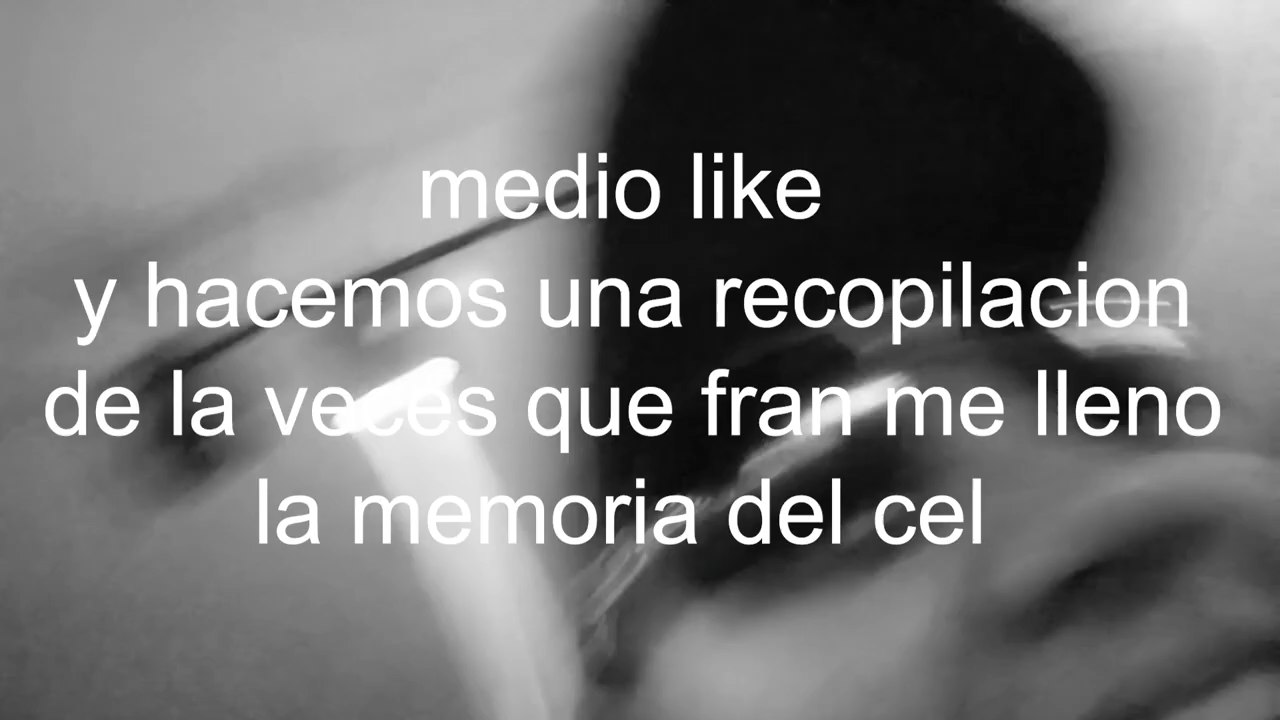 medio like
y hacemos una recopilacion
de la veces que fran me lleno
la memoria del cel